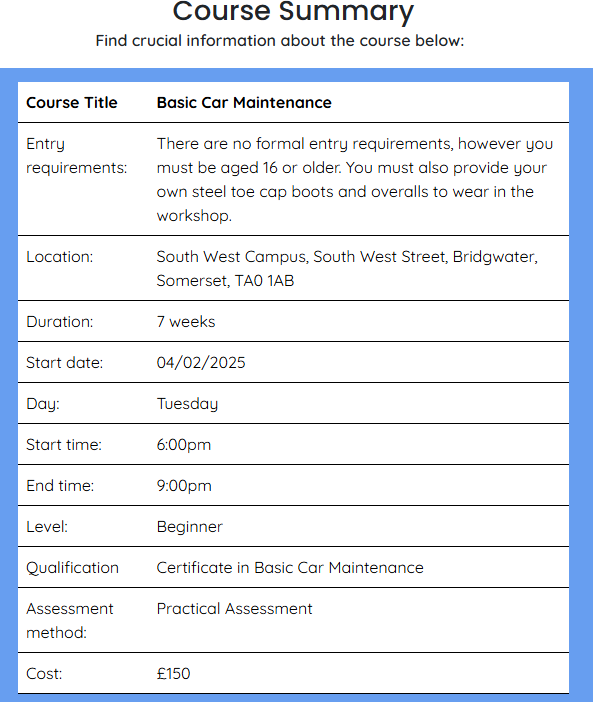 Course Summary
Find crucial information about the course below:
Course Title Basic Car Maintenance
Entry requirements: There are no formal entry requirements, however you
must be aged 16 or older. You must also provide your
own steel toe cap boots and overalls to wear in the
workshop.
Location: South West Campus, South West Street, Bridgwater,
Somerset, TA0 1AB
Duration: 7 weeks
Start date: 04/02/2025
Day: Tuesday
Start time: 6:00pm
End time: 9:00pm
Level: Beginner
Qualification Certificate in Basic Car Maintenance
Assessment method: Practical Assessment
Cost: £150